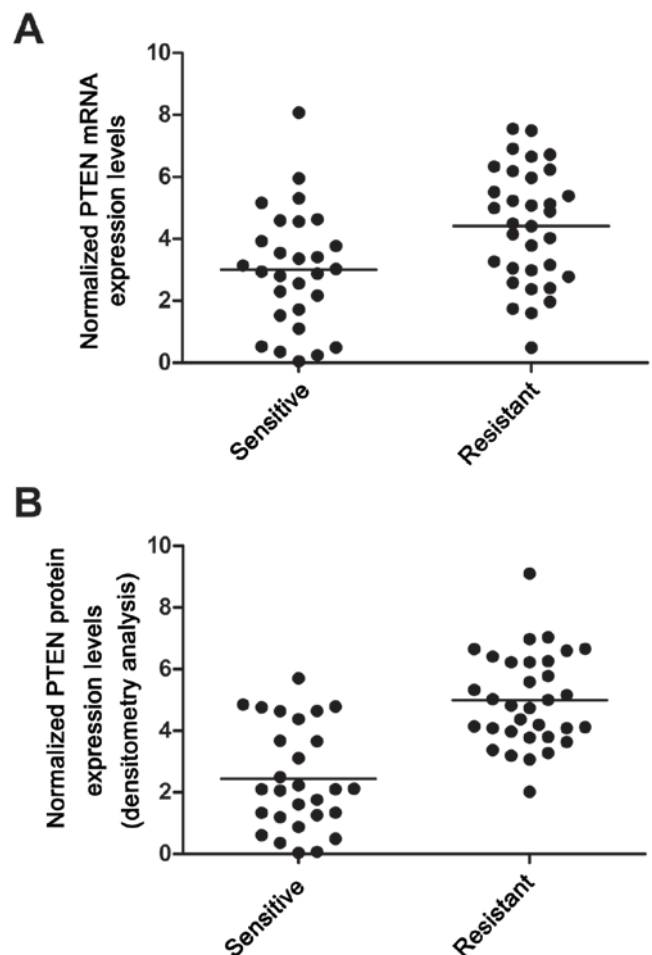 A
Normalized PTEN mRNA
expression levels
10
8
6
4
2
0
Sensitive
Resistant
B
Normalized PTEN protein
expression levels
(densitometry analysis)
10
8
6
4
2
0
Sensitive
Resistant